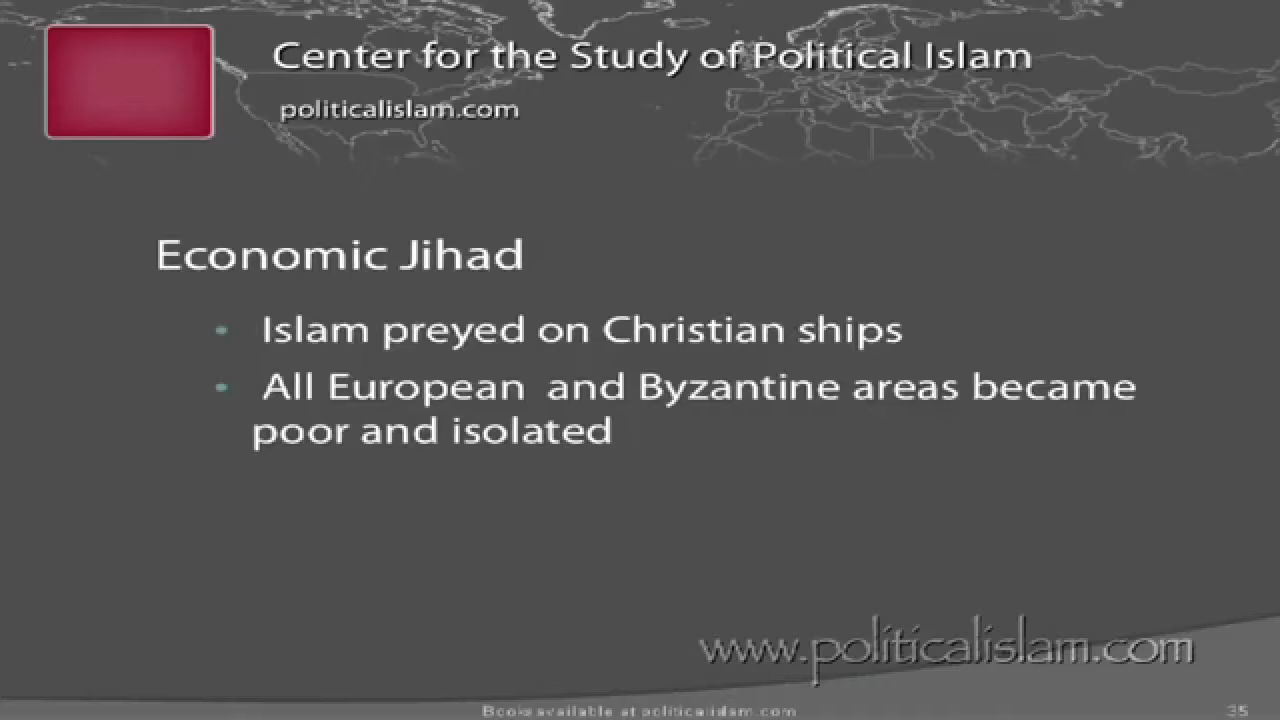 Center for the Study of Political Islam
politicalislam.com
Economic Jihad
• Islam preyed on Christian ships
• All European and Byzantine areas became
poor and isolated
www.politicalislam.com
Books available at politicalislam.com
35